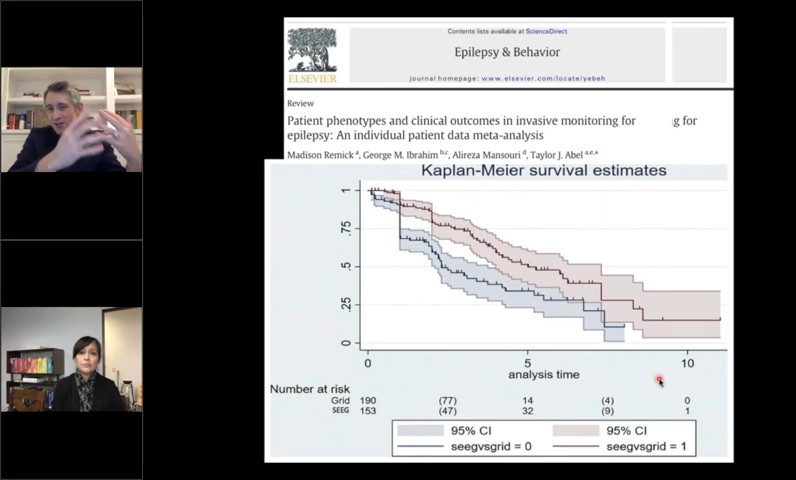 Contents lists available at ScienceDirect
Epilepsy & Behavior
ELSEVIER
journal homepage: www.elsevier.com/locate/yebeh
Review
Patient phenotypes and clinical outcomes in invasive monitoring for g for
epilepsy: An individual patient data meta-analysis
Madison Remick a, George M. Ibrahim b,c, Alireza Mansouri d, Taylor J. Abel a,e,*
Kaplan-Meier survival estimates
1
.75
.5
.25
0
0 5 10
analysis time
Number at risk
Grid 190 (77) 14 (4) 0
SEEG 153 (47) 32 (9) 1
95% CI 95% CI
seegvsgrid = 0 seegvsgrid = 1